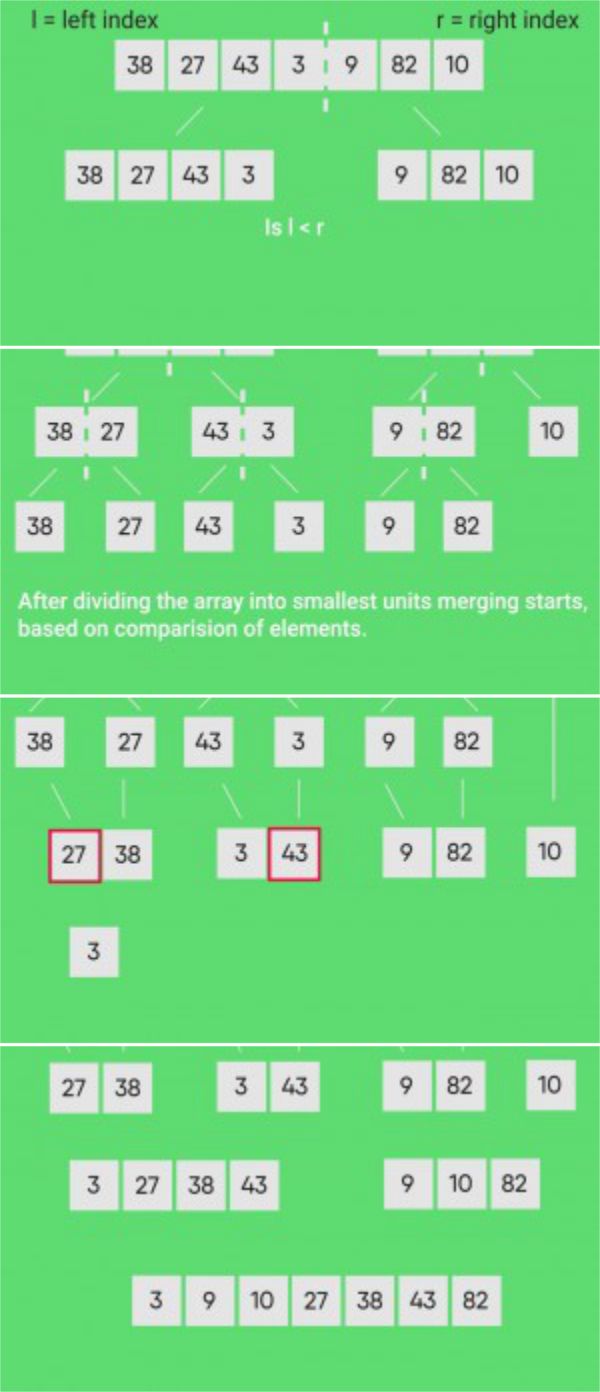 l = left index r = right index
38 27 43 3 9 82 10
38 27 43 3 9 82 10
Is l < r
38 27 43 3 9 82 10
38 27 43 3 9 82
After dividing the array into smallest units merging starts,
based on comparision of elements.
38 27 43 3 9 82
27 38 3 43 9 82 10
3
27 38 3 43 9 82 10
3 27 38 43 9 10 82
3 9 10 27 38 43 82